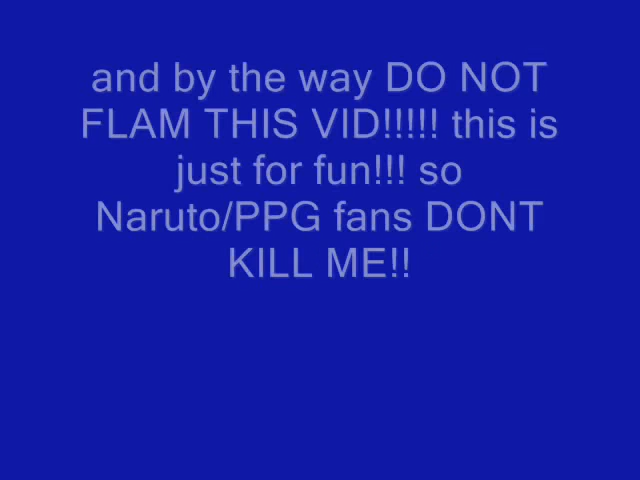 and by the way DO NOT
FLAM THIS VID!!!!! this is
just for fun!!! so
Naruto/PPG fans DONT
KILL ME!!